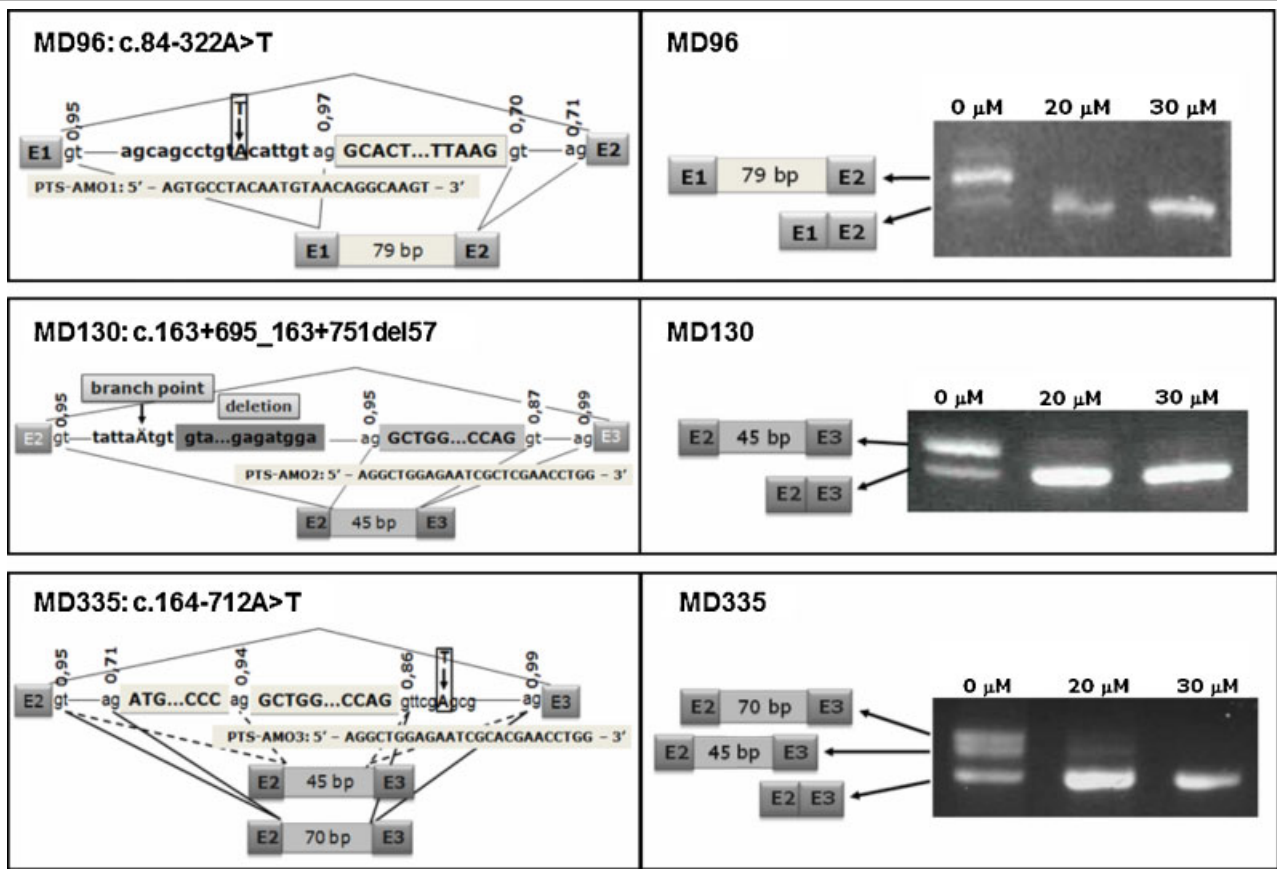 MD96: c.84-322A>T
T
0,95
0,97
0,70
0,71
E1 gt agcagcctgtAcattgt ag GCACT...TTAAG gt ag E2
PTS-AMO1: 5' – AGTGCCTACAATGTAACAGGCAAGT – 3'
E1 79 bp E2
MD96
0 µM 20 µM 30 µM
E1 79 bp E2
E1 E2
MD130: c.163+695_163+751del57
branch point
deletion
0,95
0,95
0,87
0,99
E2 gt tattaAtgt gta...gagatgga ag GCTGG...CCAG gt ag E3
PTS-AMO2: 5' – AGGCTGGAGAATCGCTCGAACCTGG – 3'
E2 45 bp E3
MD130
0 µM 20 µM 30 µM
E2 45 bp E3
E2 E3
MD335: c.164-712A>T
T
0,95
0,71
0,94
0,86
0,99
E2 gt ag ATG...CCC ag GCTGG...CCAG gttcgAgcg ag E3
PTS-AMO3: 5' – AGGCTGGAGAATCGCACGAACCTGG – 3'
E2 45 bp E3
E2 70 bp E3
MD335
0 µM 20 µM 30 µM
E2 70 bp E3
E2 45 bp E3
E2 E3